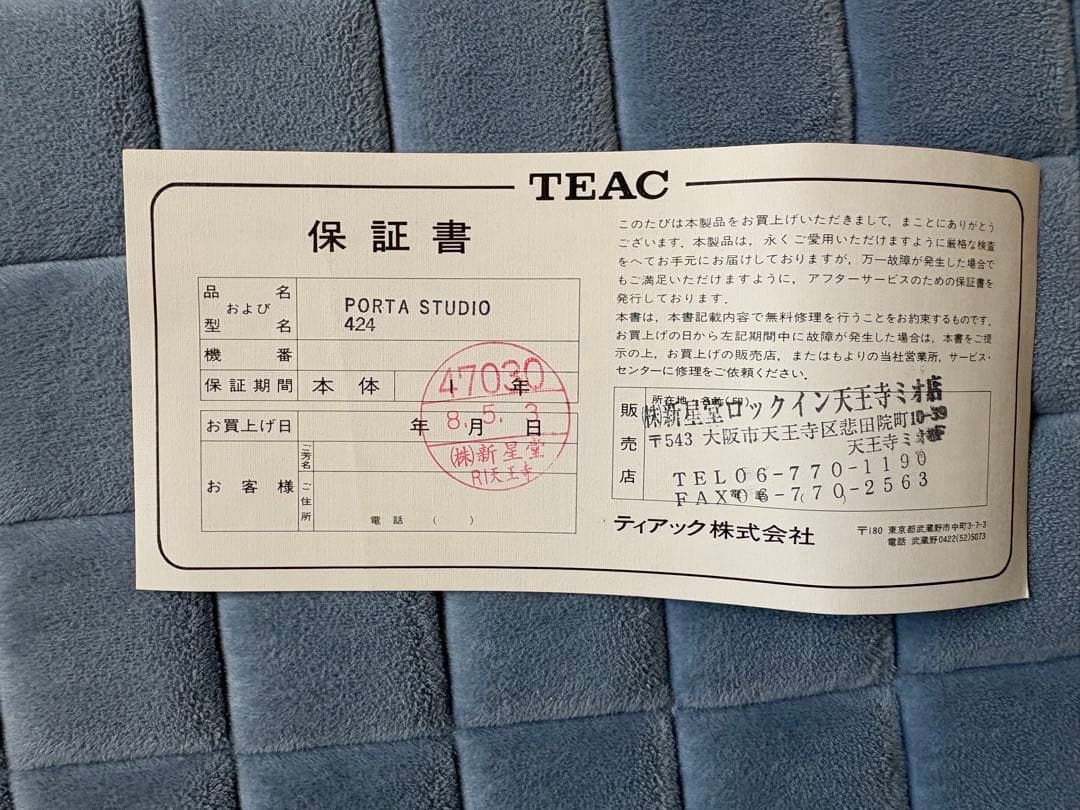 TEAC
保証書
品名
および
型名
PORTA STUDIO
424
機番
保証期間 本体 1年
お買上げ日 年 月 日
47030
8.5.3
(株)新星堂
RI天王寺
お客様
ご芳名
ご住所
電話 ( )
このたびは本製品をお買上げいただきまして，まことにありがとう
ございます．本製品は，永くご愛用いただけますように厳格な検査
をへてお手元にお届けしておりますが，万一故障が発生した場合で
もご満足いただけますように，アフターサービスのための保証書を
発行しております．
本書は，本書記載内容で無料修理を行うことをお約束するものです．
お買上げの日から左記期間中に故障が発生した場合は，本書をご提
示の上，お買上げの販売店，またはもよりの当社営業所，サービス・
センターに修理をご依頼ください．
販売店
所在地・名称(印)
(株)新星堂ロックイン天王寺ミオ店
〒543 大阪市天王寺区悲田院町10-
天王寺ミオ
TEL06-770-1190
FAX06-770-2563
電話 ( )
ティアック株式会社
〒180 東京都武蔵野市中町3-7-3
電話 武蔵野0422(52)5073